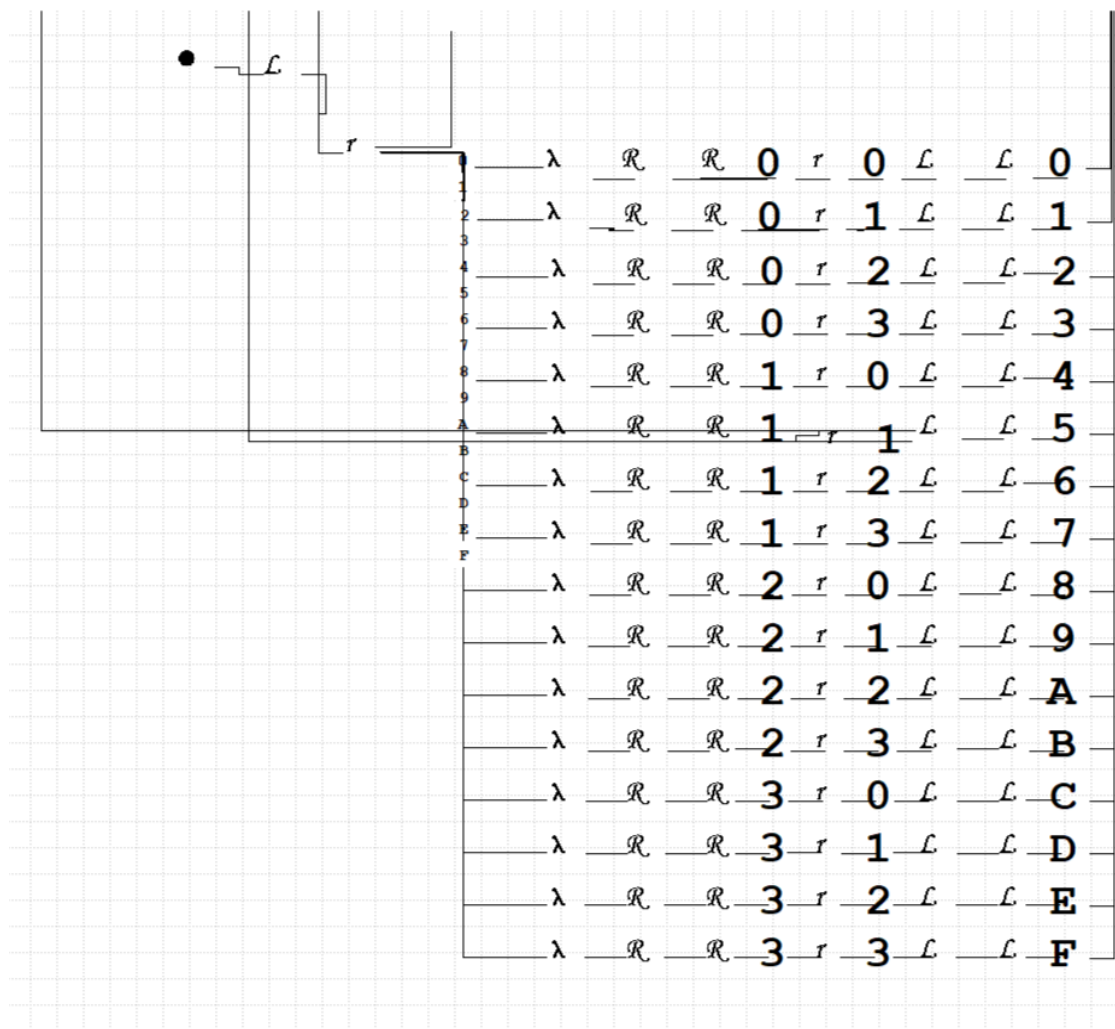 ℒ
r
0 λ ℛ ℛ 0 r 0 ℒ ℒ 0
1
2 λ ℛ ℛ 0 r 1 ℒ ℒ 1
3
4 λ ℛ ℛ 0 r 2 ℒ ℒ 2
5
6 λ ℛ ℛ 0 r 3 ℒ ℒ 3
7
8 λ ℛ ℛ 1 r 0 ℒ ℒ 4
9
A λ ℛ ℛ 1 r 1 ℒ ℒ 5
B
C λ ℛ ℛ 1 r 2 ℒ ℒ 6
D
E λ ℛ ℛ 1 r 3 ℒ ℒ 7
F
λ ℛ ℛ 2 r 0 ℒ ℒ 8
λ ℛ ℛ 2 r 1 ℒ ℒ 9
λ ℛ ℛ 2 r 2 ℒ ℒ A
λ ℛ ℛ 2 r 3 ℒ ℒ B
λ ℛ ℛ 3 r 0 ℒ ℒ C
λ ℛ ℛ 3 r 1 ℒ ℒ D
λ ℛ ℛ 3 r 2 ℒ ℒ E
λ ℛ ℛ 3 r 3 ℒ ℒ F